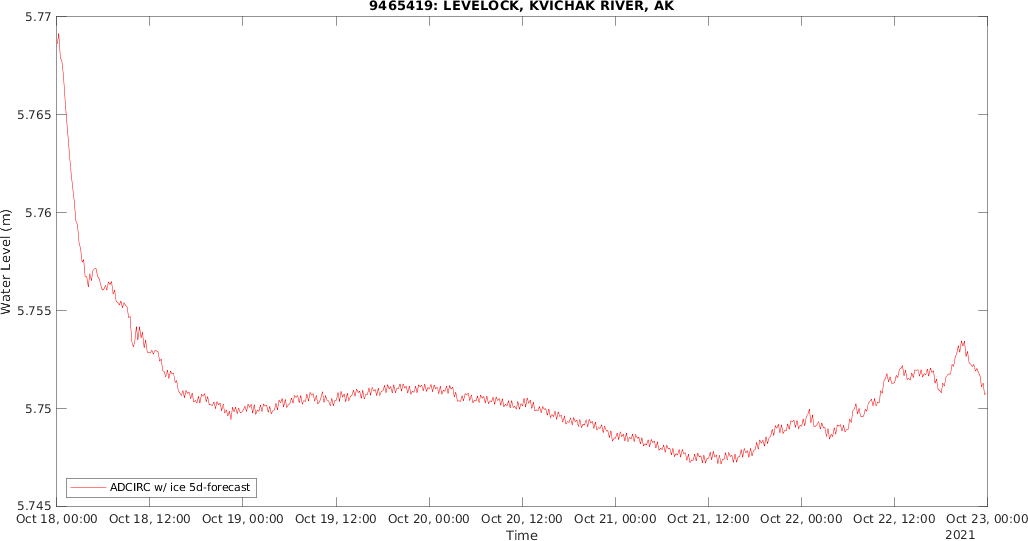 9465419: LEVELOCK, KVICHAK RIVER, AK
5.77
5.765
5.76
5.755
5.75
5.745
Water Level (m)
ADCIRC w/ ice 5d-forecast
Oct 18, 00:00 Oct 18, 12:00 Oct 19, 00:00 Oct 19, 12:00 Oct 20, 00:00 Oct 20, 12:00 Oct 21, 00:00 Oct 21, 12:00 Oct 22, 00:00 Oct 22, 12:00 Oct 23, 00:00
Time
2021